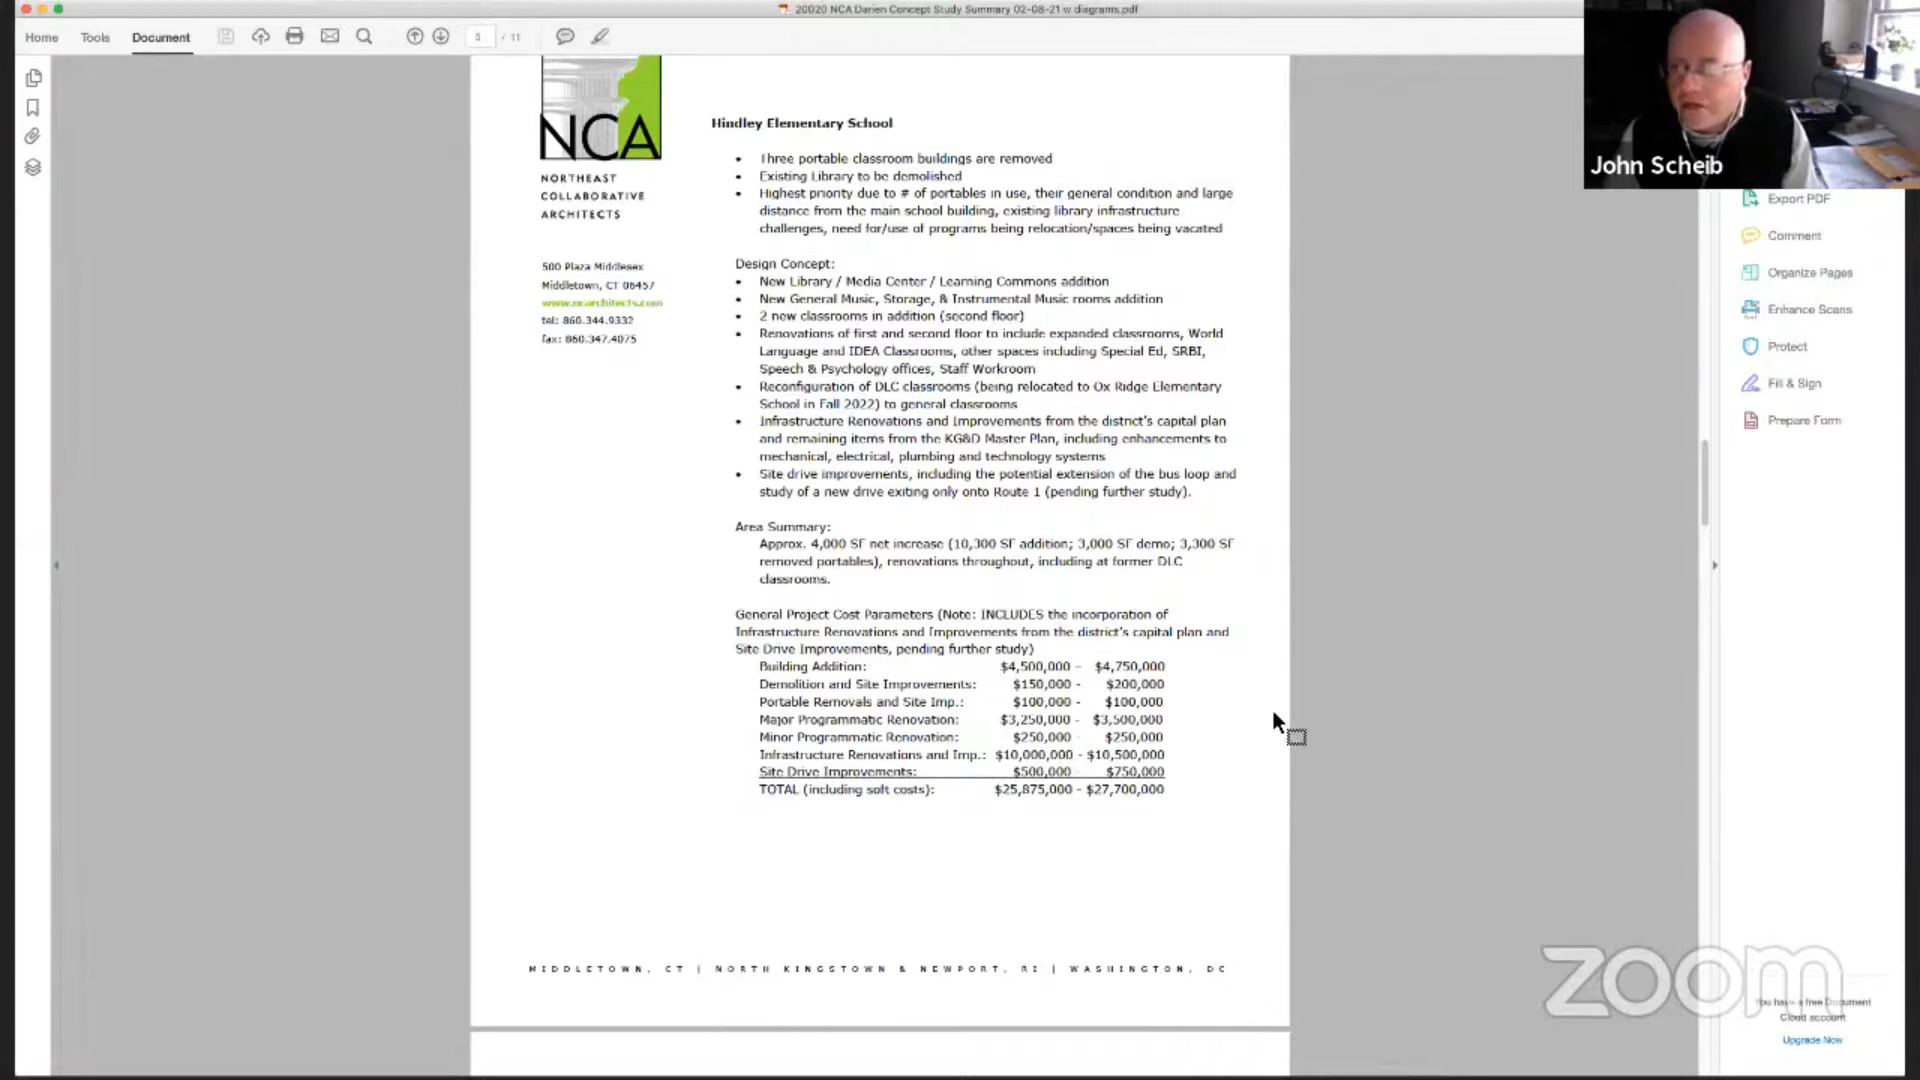 20020 NCA Darien Concept Study Summary 02-08-21 w diagrams.pdf
Home Tools Document / 11
John Scheib
Export PDF
Comment
Organize Pages
Enhance Scans
Protect
Fill & Sign
Prepare Form
NCA
NORTHEAST
COLLABORATIVE
ARCHITECTS
500 Plaza Middlesex
Middletown, CT 06457
www.ncarchitects.com
tel: 860.344.9332
fax: 860.347.4075
Hindley Elementary School
• Three portable classroom buildings are removed
• Existing Library to be demolished
• Highest priority due to # of portables in use, their general condition and large
distance from the main school building, existing library infrastructure
challenges, need for/use of programs being relocation/spaces being vacated
Design Concept:
• New Library / Media Center / Learning Commons addition
• New General Music, Storage, & Instrumental Music rooms addition
• 2 new classrooms in addition (second floor)
• Renovations of first and second floor to include expanded classrooms, World
Language and IDEA Classrooms, other spaces including Special Ed, SRBI,
Speech & Psychology offices, Staff Workroom
• Reconfiguration of DLC classrooms (being relocated to Ox Ridge Elementary
School in Fall 2022) to general classrooms
• Infrastructure Renovations and Improvements from the district's capital plan
and remaining items from the KG&D Master Plan, including enhancements to
mechanical, electrical, plumbing and technology systems
• Site drive improvements, including the potential extension of the bus loop and
study of a new drive exiting only onto Route 1 (pending further study).
Area Summary:
Approx. 4,000 SF net increase (10,300 SF addition; 3,000 SF demo; 3,300 SF
removed portables), renovations throughout, including at former DLC
classrooms.
General Project Cost Parameters (Note: INCLUDES the incorporation of
Infrastructure Renovations and Improvements from the district's capital plan and
Site Drive Improvements, pending further study)
Building Addition: $4,500,000 - $4,750,000
Demolition and Site Improvements: $150,000 - $200,000
Portable Removals and Site Imp.: $100,000 - $100,000
Major Programmatic Renovation: $3,250,000 - $3,500,000
Minor Programmatic Renovation: $250,000 - $250,000
Infrastructure Renovations and Imp.: $10,000,000 - $10,500,000
Site Drive Improvements: $500,000 - $750,000
TOTAL (including soft costs): $25,875,000 - $27,700,000
MIDDLETOWN, CT | NORTH KINGSTOWN & NEWPORT, RI | WASHINGTON, DC
zoom
You have a free Document
Cloud account
Upgrade Now